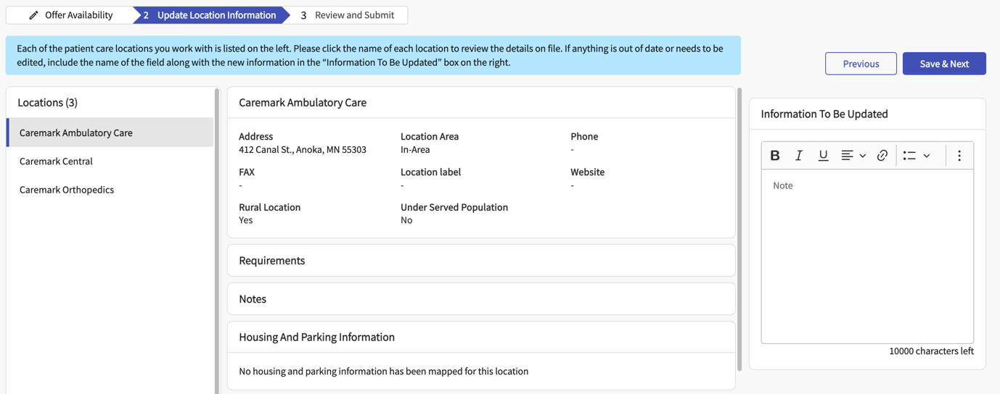 Offer Availability
2 Update Location Information
3 Review and Submit
Each of the patient care locations you work with is listed on the left. Please click the name of each location to review the details on file. If anything is out of date or needs to be
edited, include the name of the field along with the new information in the “Information To Be Updated” box on the right.
Previous
Save & Next
Locations (3)
Caremark Ambulatory Care
Caremark Central
Caremark Orthopedics
Caremark Ambulatory Care
Address
412 Canal St., Anoka, MN 55303
Location Area
In-Area
Phone
-
FAX
-
Location label
-
Website
-
Rural Location
Yes
Under Served Population
No
Requirements
Notes
Housing And Parking Information
No housing and parking information has been mapped for this location
Information To Be Updated
B I U
Note
10000 characters left